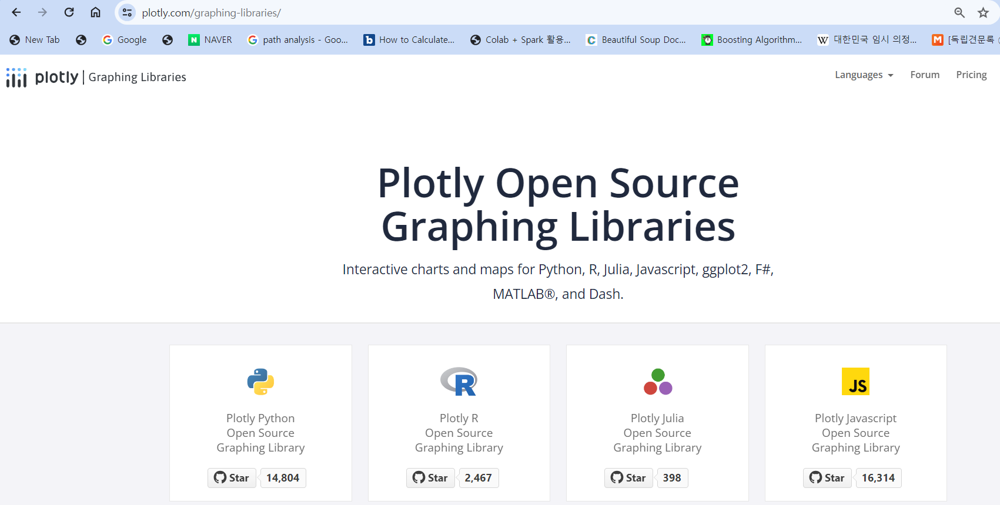 plotly.com/graphing-libraries/
New Tab Google NAVER path analysis - Goo... How to Calculate... Colab + Spark 활용... Beautiful Soup Doc... Boosting Algorithm... 대한민국 임시 의정... [독립견문록
plotly | Graphing Libraries
Languages Forum Pricing
Plotly Open Source
Graphing Libraries
Interactive charts and maps for Python, R, Julia, Javascript, ggplot2, F#,
MATLAB®, and Dash.
Plotly Python
Open Source
Graphing Library
Star 14,804
Plotly R
Open Source
Graphing Library
Star 2,467
Plotly Julia
Open Source
Graphing Library
Star 398
JS
Plotly Javascript
Open Source
Graphing Library
Star 16,314